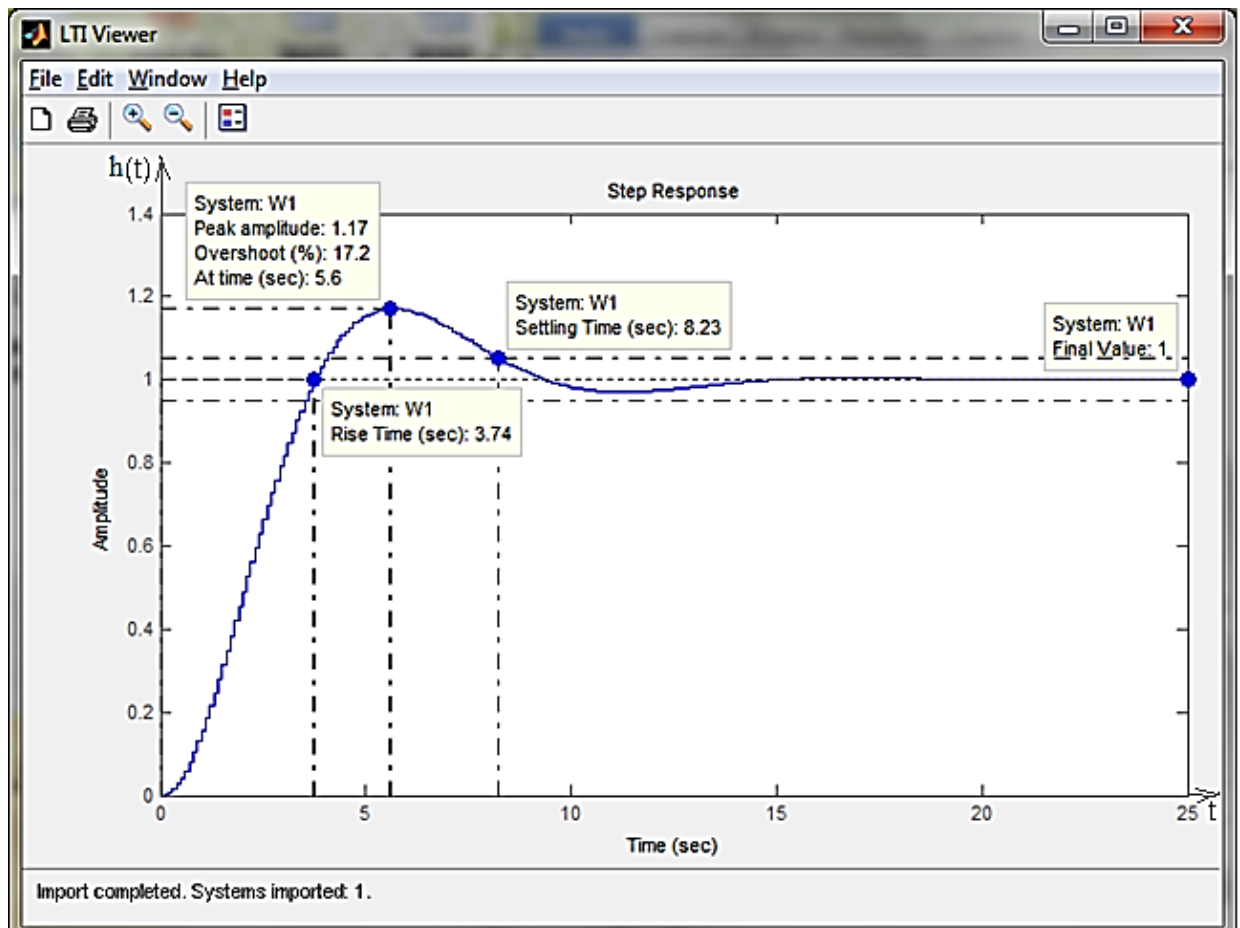 LTI Viewer
File Edit Window Help
h(t)
Step Response
System: W1
Peak amplitude: 1.17
Overshoot (%): 17.2
At time (sec): 5.6
System: W1
Settling Time (sec): 8.23
System: W1
Final Value: 1
System: W1
Rise Time (sec): 3.74
1.4
1.2
1
0.8
0.6
0.4
0.2
0
Amplitude
0 5 10 15 20 25 t
Time (sec)
Import completed. Systems imported: 1.